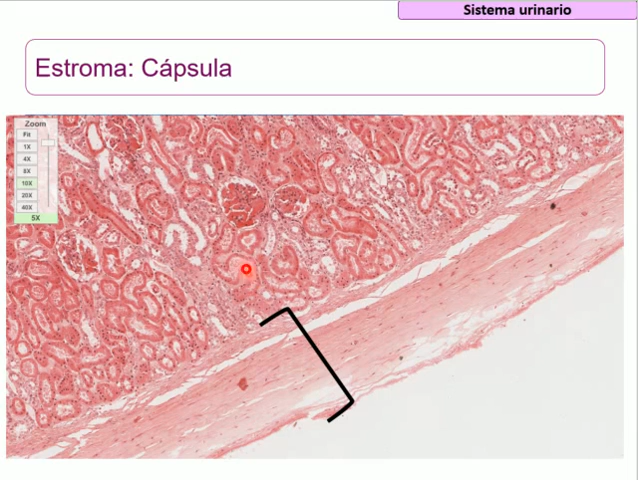 Sistema urinario
Estroma: Cápsula
Zoom
Fit
1X
4X
8X
10X
20X
40X
5X